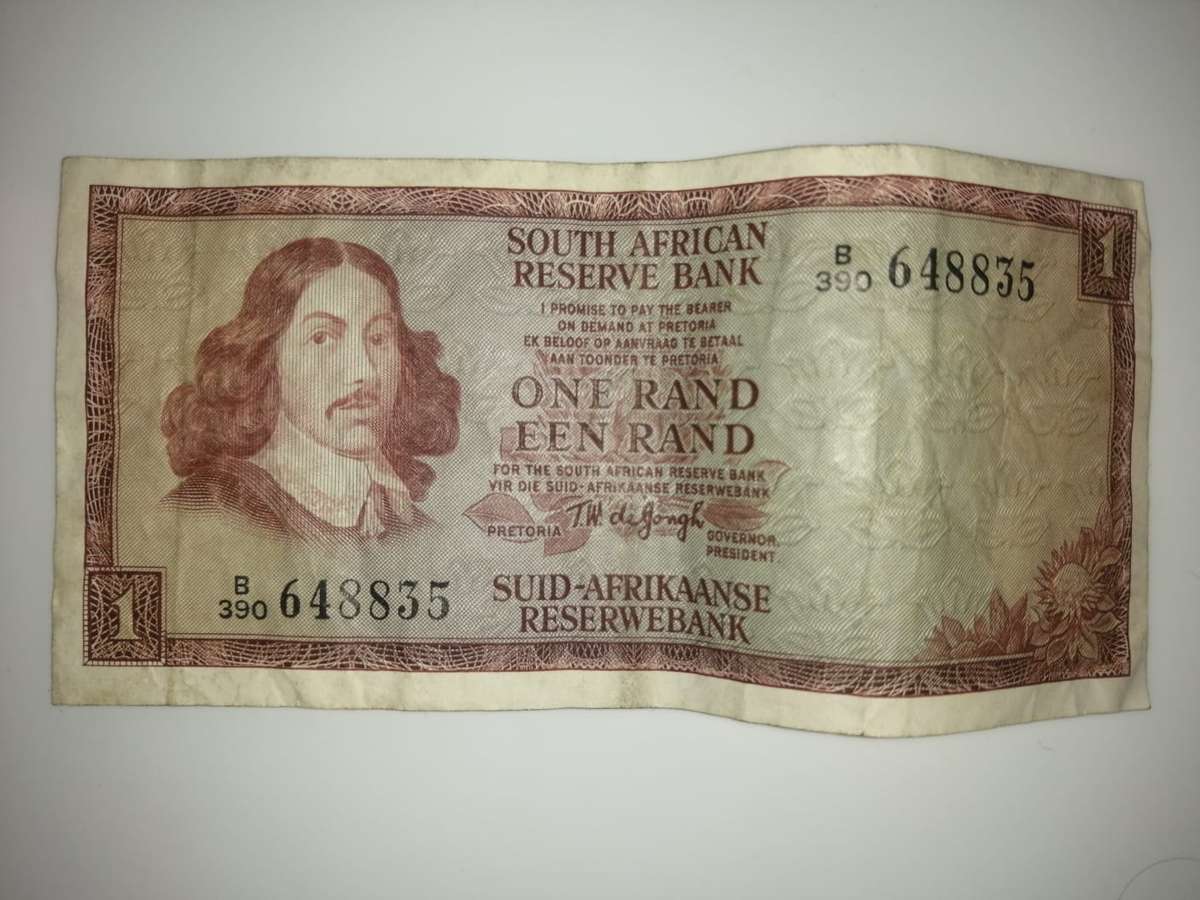 SOUTH AFRICAN
RESERVE BANK
I PROMISE TO PAY THE BEARER
ON DEMAND AT PRETORIA
EK BELOOF OP AANVRAAG TE BETAAL
AAN TOONDER TE PRETORIA
ONE RAND
EEN RAND
FOR THE SOUTH AFRICAN RESERVE BANK
VIR DIE SUID-AFRIKAANSE RESERWEBANK
PRETORIA T.W. de Jongh GOVERNOR.
PRESIDENT.
SUID-AFRIKAANSE
RESERWEBANK
B
390 648835
1
B
390 648835
1